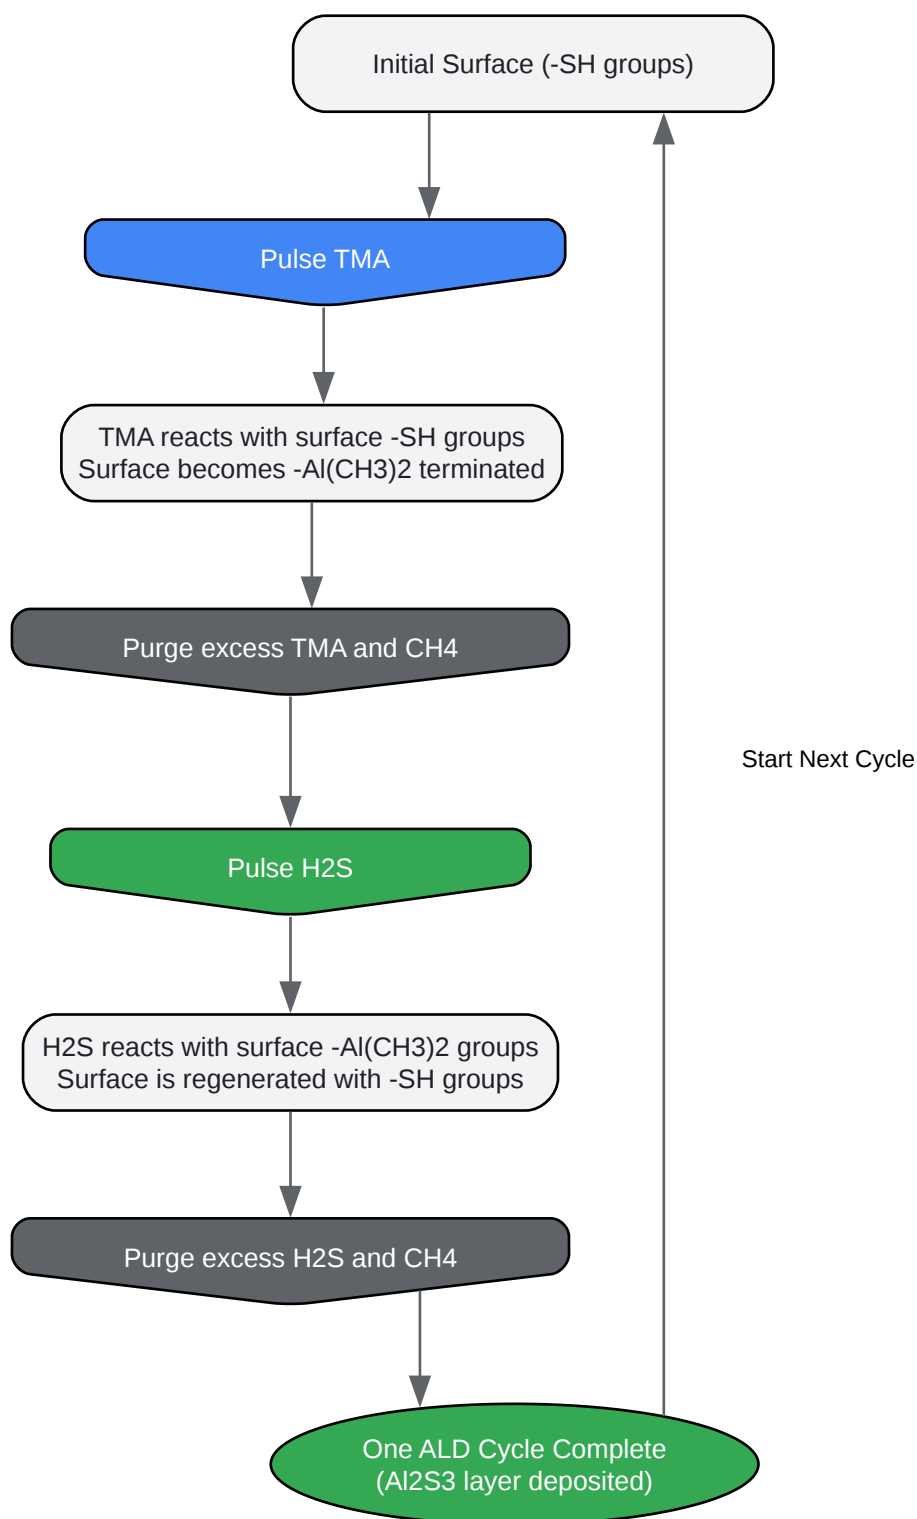 Initial Surface (-SH groups)
Pulse TMA
TMA reacts with surface -SH groups
Surface becomes -Al(CH3)2 terminated
Purge excess TMA and CH4
Start Next Cycle
Pulse H2S
H2S reacts with surface -Al(CH3)2 groups
Surface is regenerated with -SH groups
Purge excess H2S and CH4
One ALD Cycle Complete
(Al2S3 layer deposited)